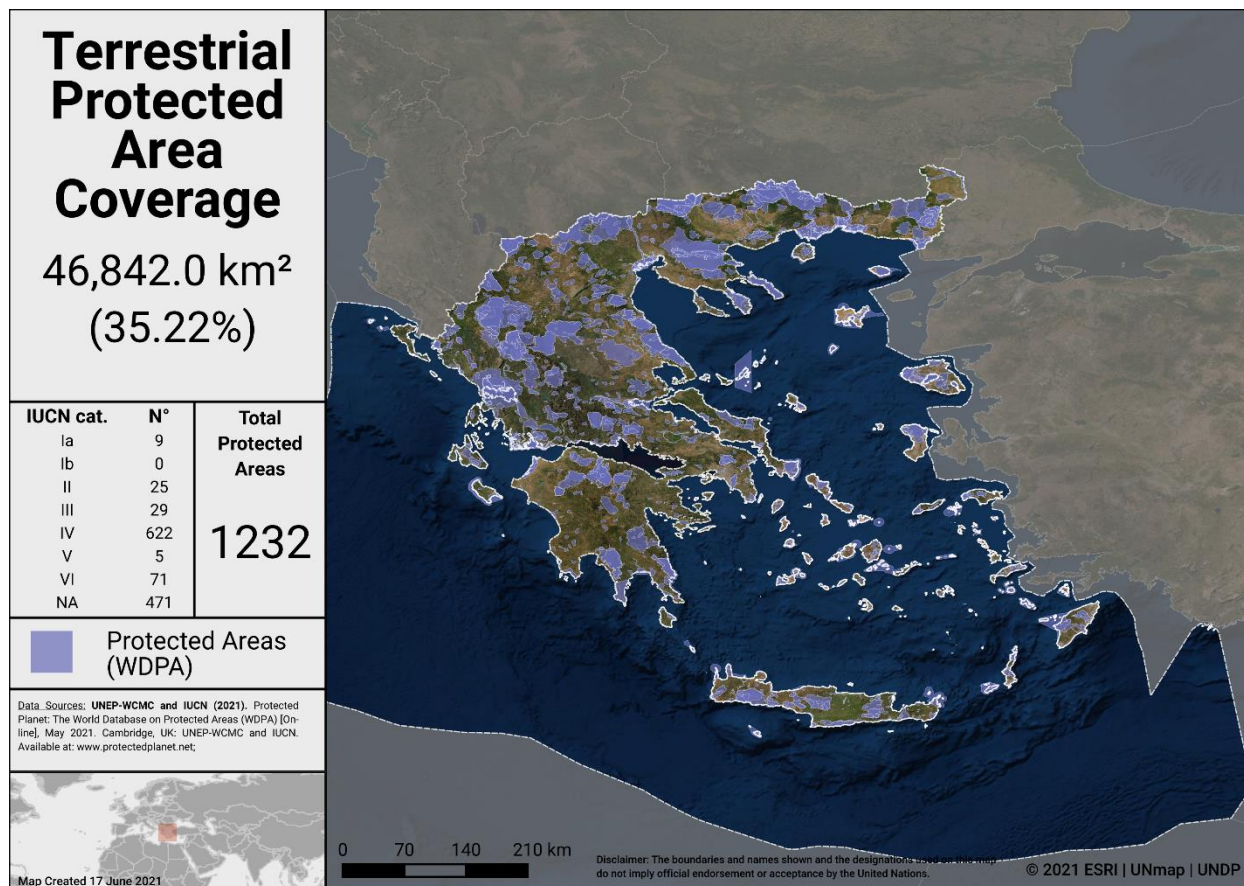 Terrestrial
Protected
Area
Coverage
46,842.0 km²
(35.22%)
IUCN cat. N°
Ia 9
Ib 0
II 25
III 29
IV 622
V 5
VI 71
NA 471
Total
Protected
Areas
1232
Protected Areas
(WDPA)
Data Sources: UNEP-WCMC and IUCN (2021). Protected
Planet: The World Database on Protected Areas (WDPA) [On-
line], May 2021. Cambridge, UK: UNEP-WCMC and IUCN.
Available at: www.protectedplanet.net;
Map Created 17 June 2021
0 70 140 210 km
Disclaimer: The boundaries and names shown and the designations used on this map
do not imply official endorsement or acceptance by the United Nations.
© 2021 ESRI | UNmap | UNDP